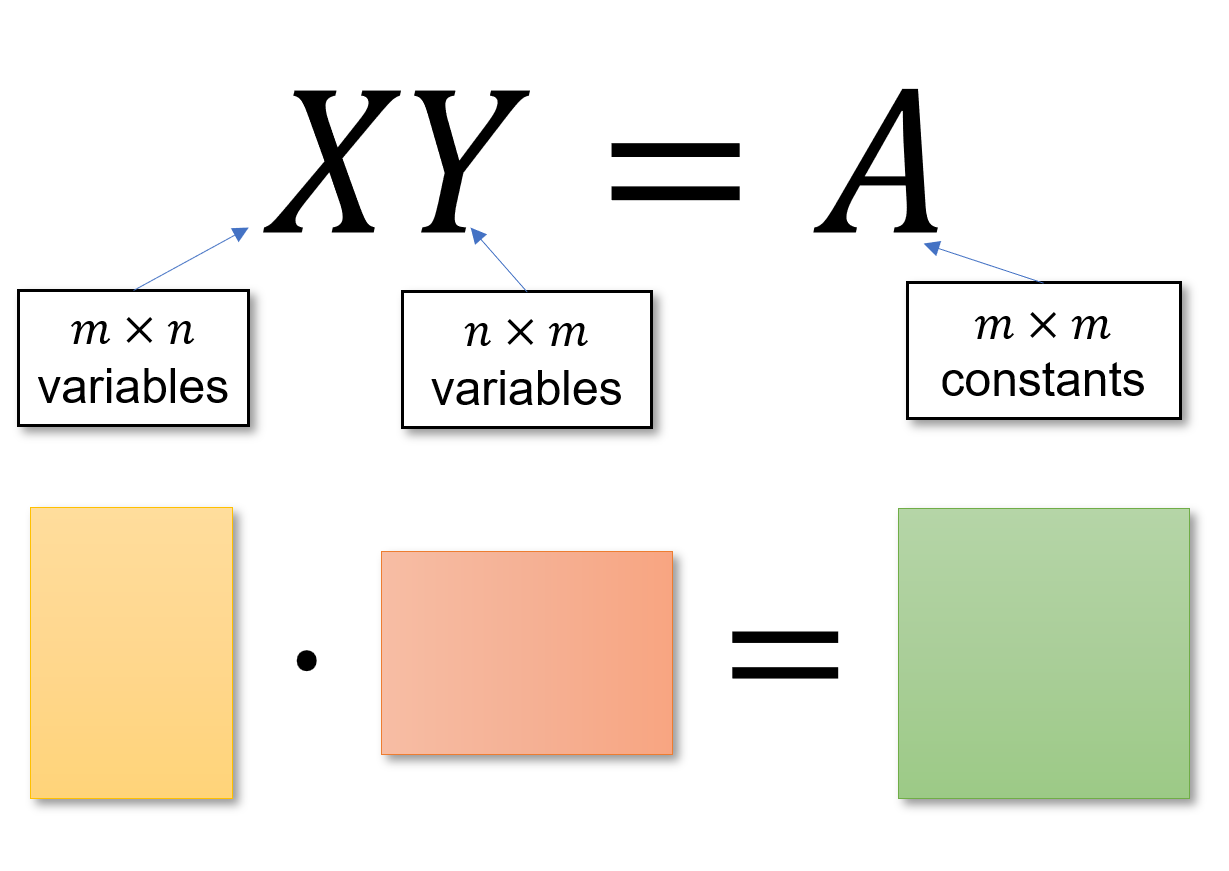 XY = A
m × n
variables
n × m
variables
m × m
constants
· =